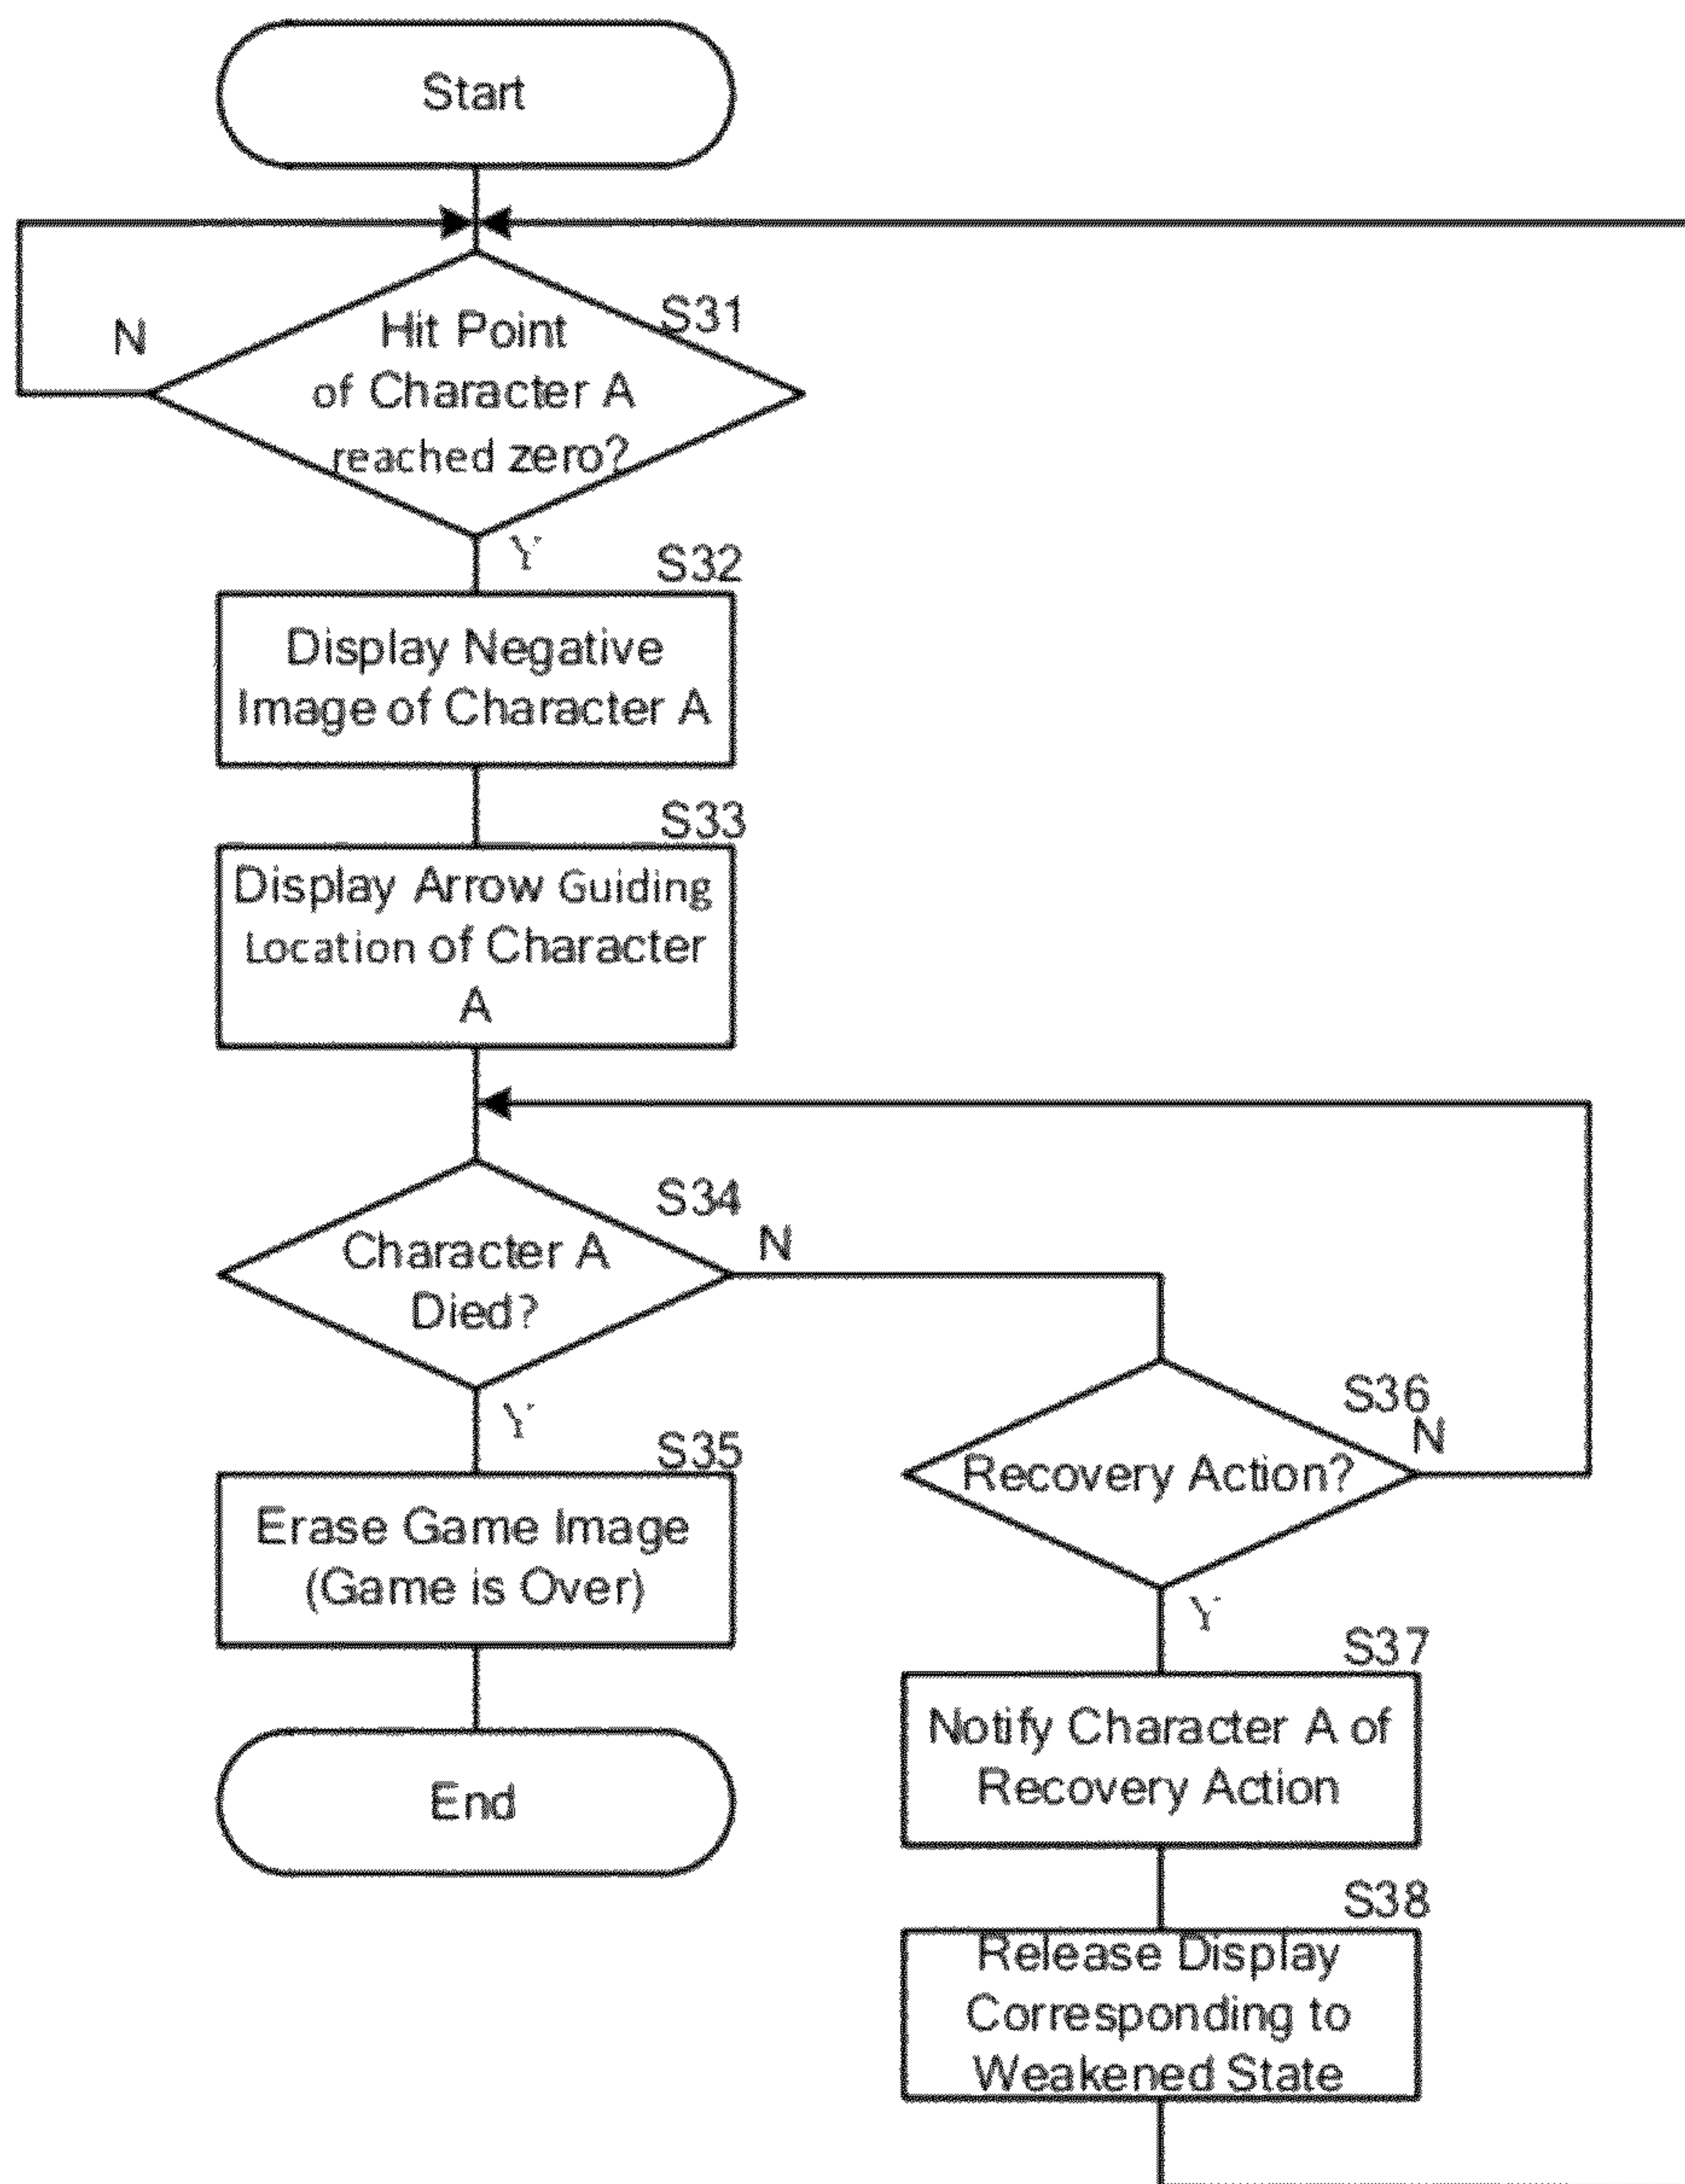 Start
N
S31
Hit Point
of Character A
reached zero?
Y
S32
Display Negative
Image of Character A
S33
Display Arrow Guiding
Location of Character
A
S34
N
Character A
Died?
Y
S35
Erase Game Image
(Game is Over)
End
S36
N
Recovery Action?
Y
S37
Notify Character A of
Recovery Action
S38
Release Display
Corresponding to
Weakened State